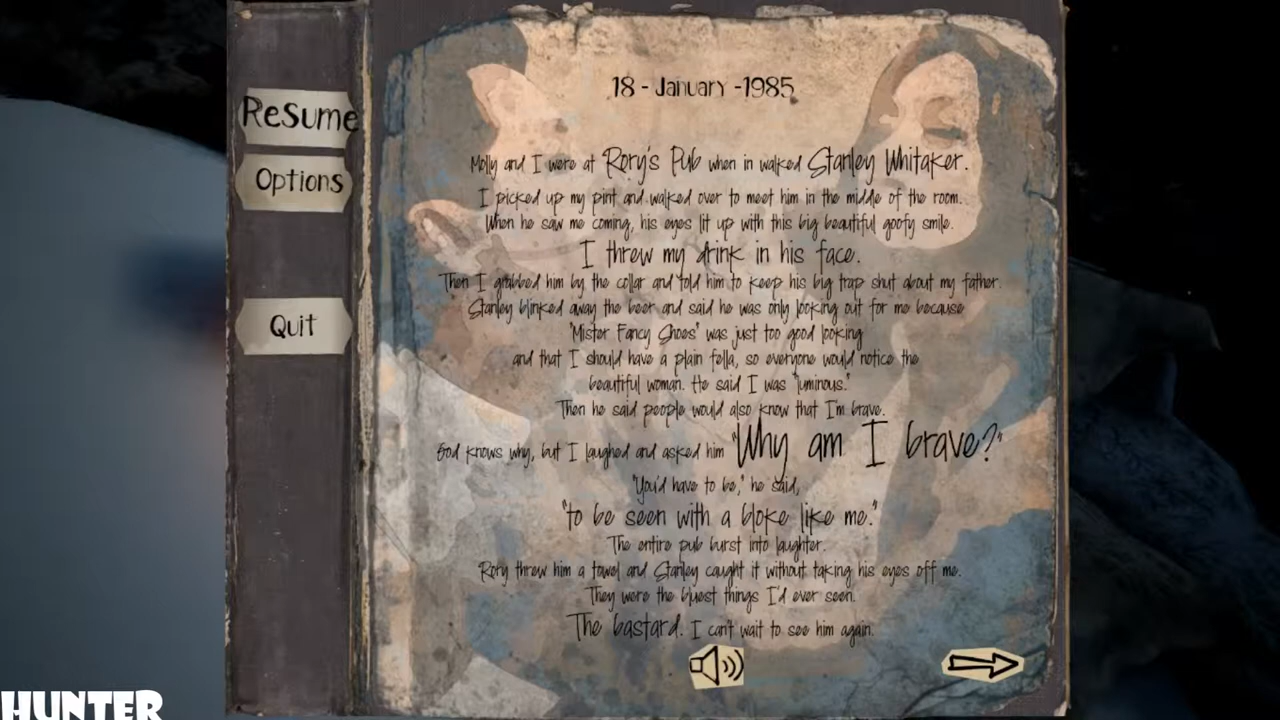 Resume
Options
Quit
18 - January -1985
Molly and I were at Rory's Pub when in walked Stanley Whitaker.
I picked up my pint and walked over to meet him in the middle of the room.
When he saw me coming, his eyes lit up with this big beautiful goofy smile.
I threw my drink in his face.
Then I grabbed him by the collar and told him to keep his big trap shut about my father.
Stanley blinked away the beer and said he was only looking out for me because
"Mister Fancy Shoes" was just too good looking
and that I should have a plain fella, so everyone would notice the
beautiful woman. He said I was "luminous."
Then he said people would also know that I'm brave.
God knows why, but I laughed and asked him "Why am I brave?"
"You'd have to be," he said,
"to be seen with a bloke like me."
The entire pub burst into laughter.
Rory threw him a towel and Stanley caught it without taking his eyes off me.
They were the bluest things I'd ever seen.
The bastard. I can't wait to see him again.
HUNTER